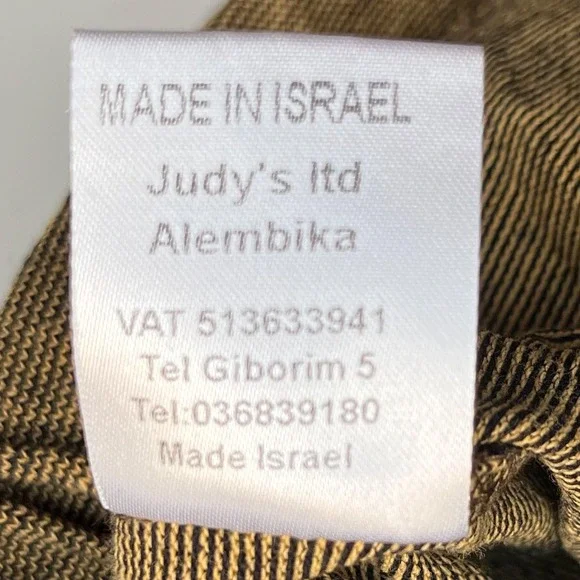 MADE IN ISRAEL
Judy's ltd
Alembika
VAT 513633941
Tel Giborim 5
Tel:036839180
Made Israel